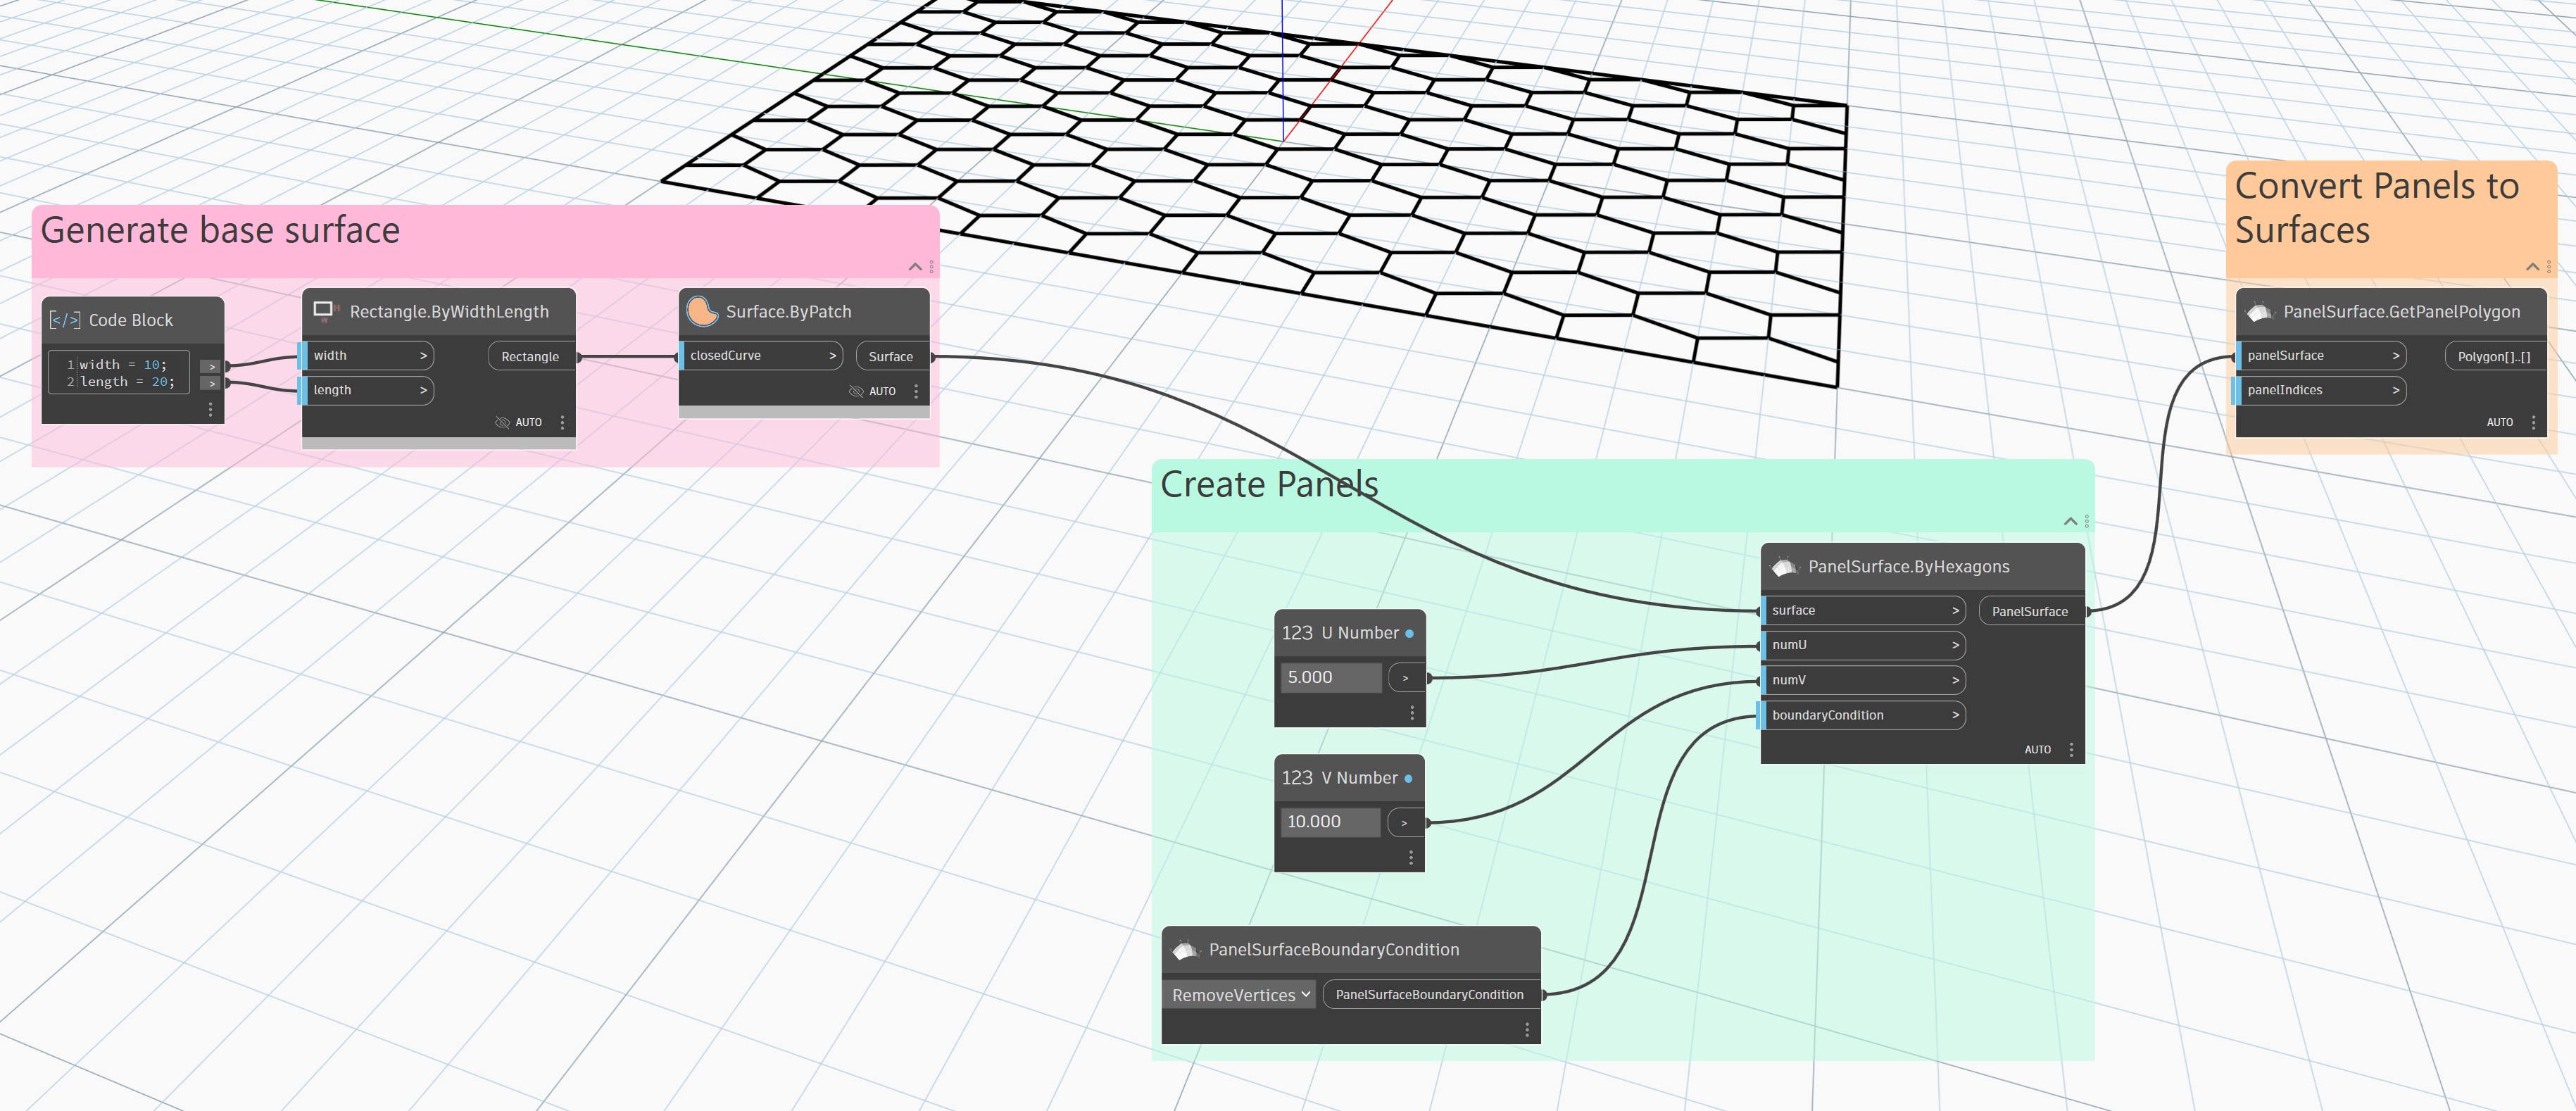 Generate base surface
Code Block
1 width = 10;
2 length = 20;
>
>
Rectangle.ByWidthLength
width >
length >
Rectangle
AUTO
Surface.ByPatch
closedCurve >
Surface
AUTO
Create Panels
123 U Number
5.000 >
123 V Number
10.000 >
PanelSurfaceBoundaryCondition
RemoveVertices
PanelSurfaceBoundaryCondition
PanelSurface.ByHexagons
surface >
numU >
numV >
boundaryCondition >
PanelSurface
AUTO
Convert Panels to
Surfaces
PanelSurface.GetPanelPolygon
panelSurface >
panelIndices >
Polygon[]..[]
AUTO